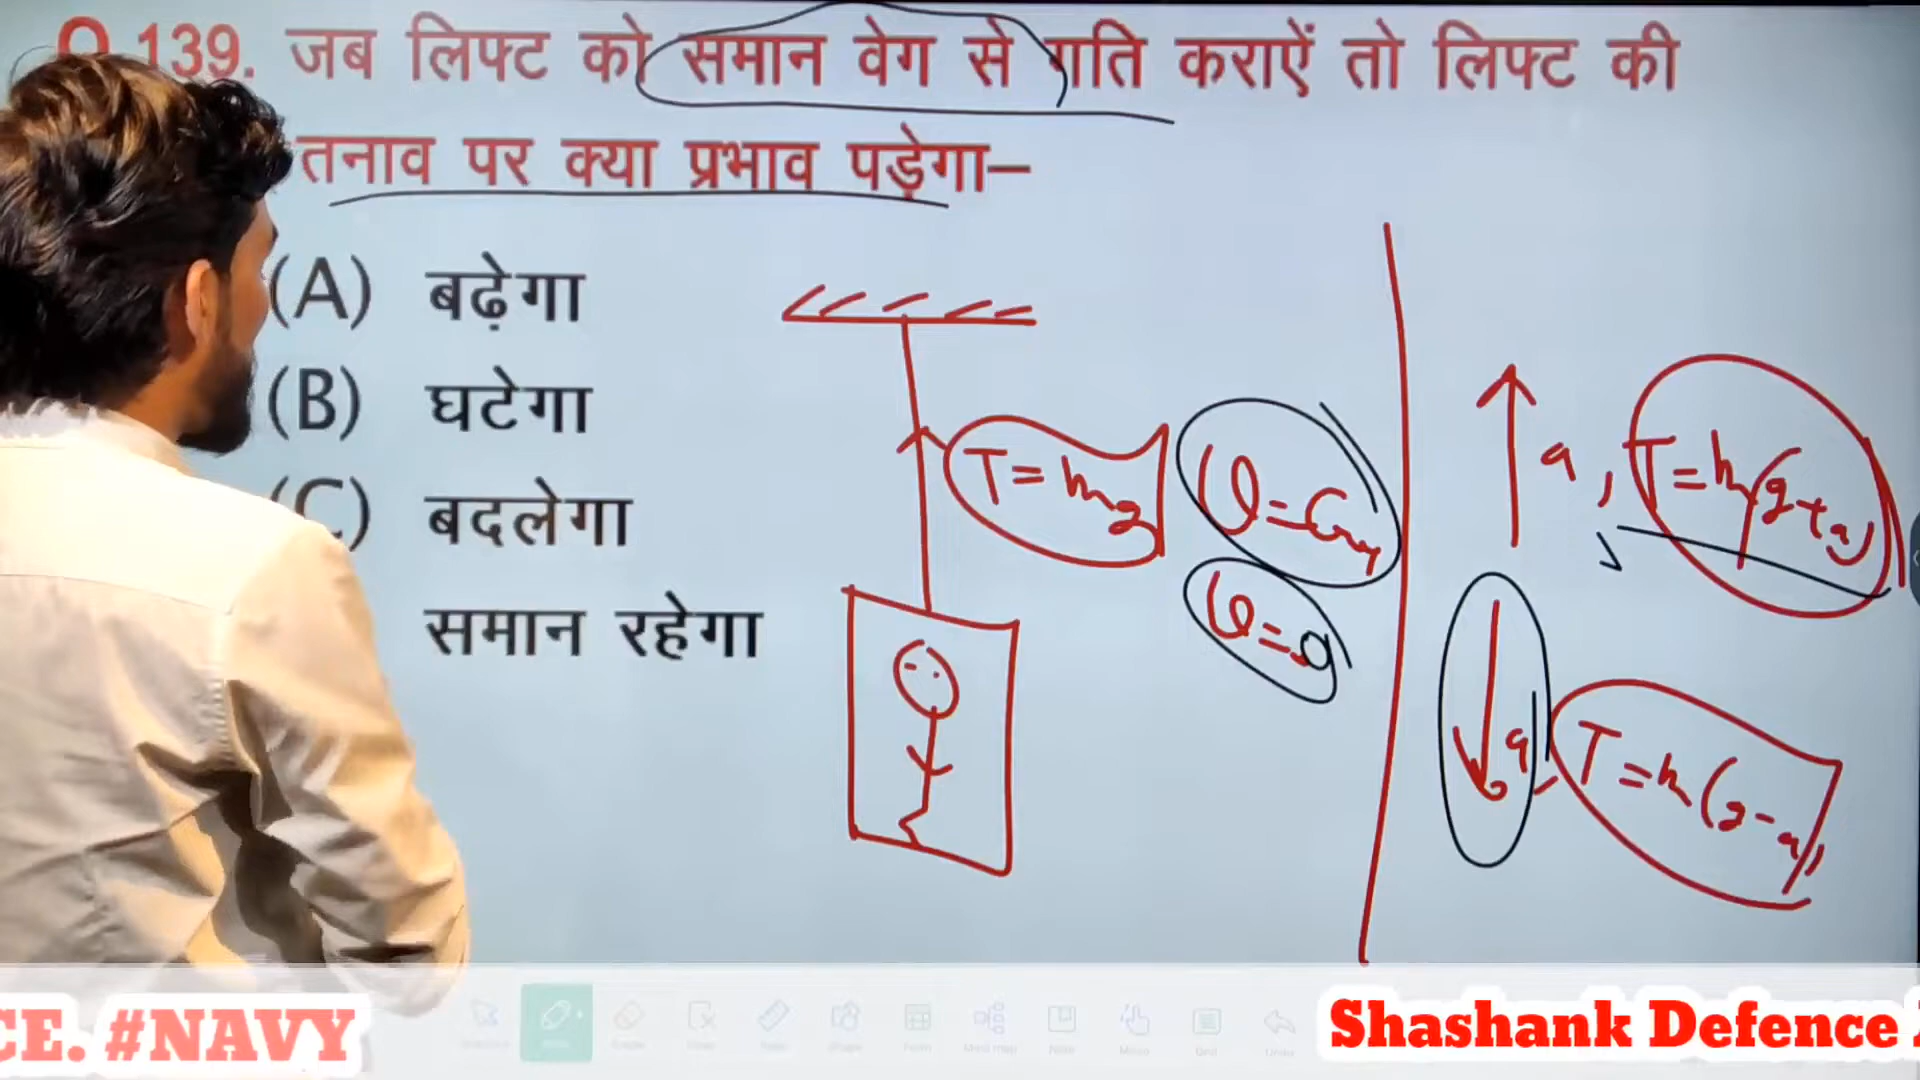 139. जब लिफ्ट को समान वेग से गति कराऐं तो लिफ्ट की
तनाव पर क्या प्रभाव पड़ेगा–
(A) बढ़ेगा
(B) घटेगा
(C) बदलेगा
समान रहेगा
T = mg
v=0
a, T=m(g+a)
a, T=m(g-a)
CE. #NAVY
Shashank Defence